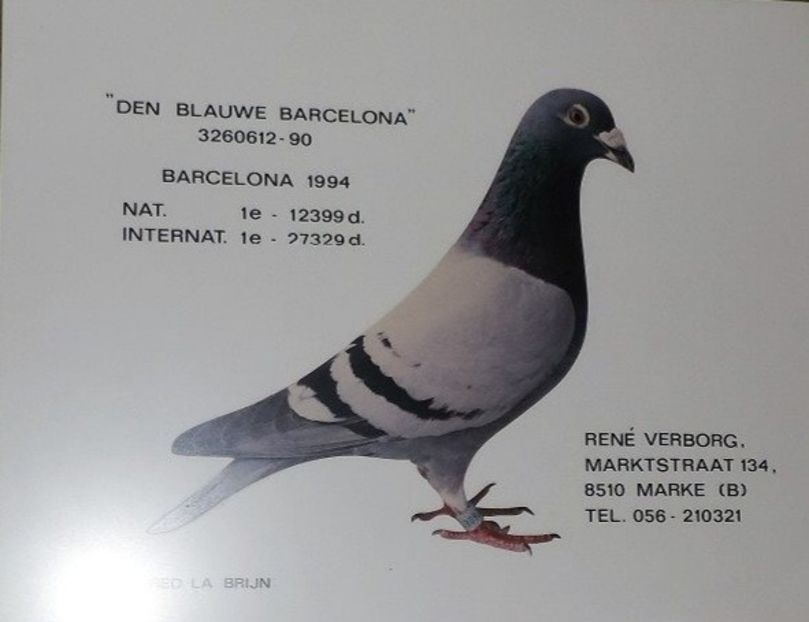 "DEN BLAUWE BARCELONA"
3260612-90
BARCELONA 1994
NAT. 1e - 12399 d.
INTERNAT. 1e - 27329 d.
RENÉ VERBORG,
MARKTSTRAAT 134,
8510 MARKE (B)
TEL. 056 - 210321
LA BRIJN